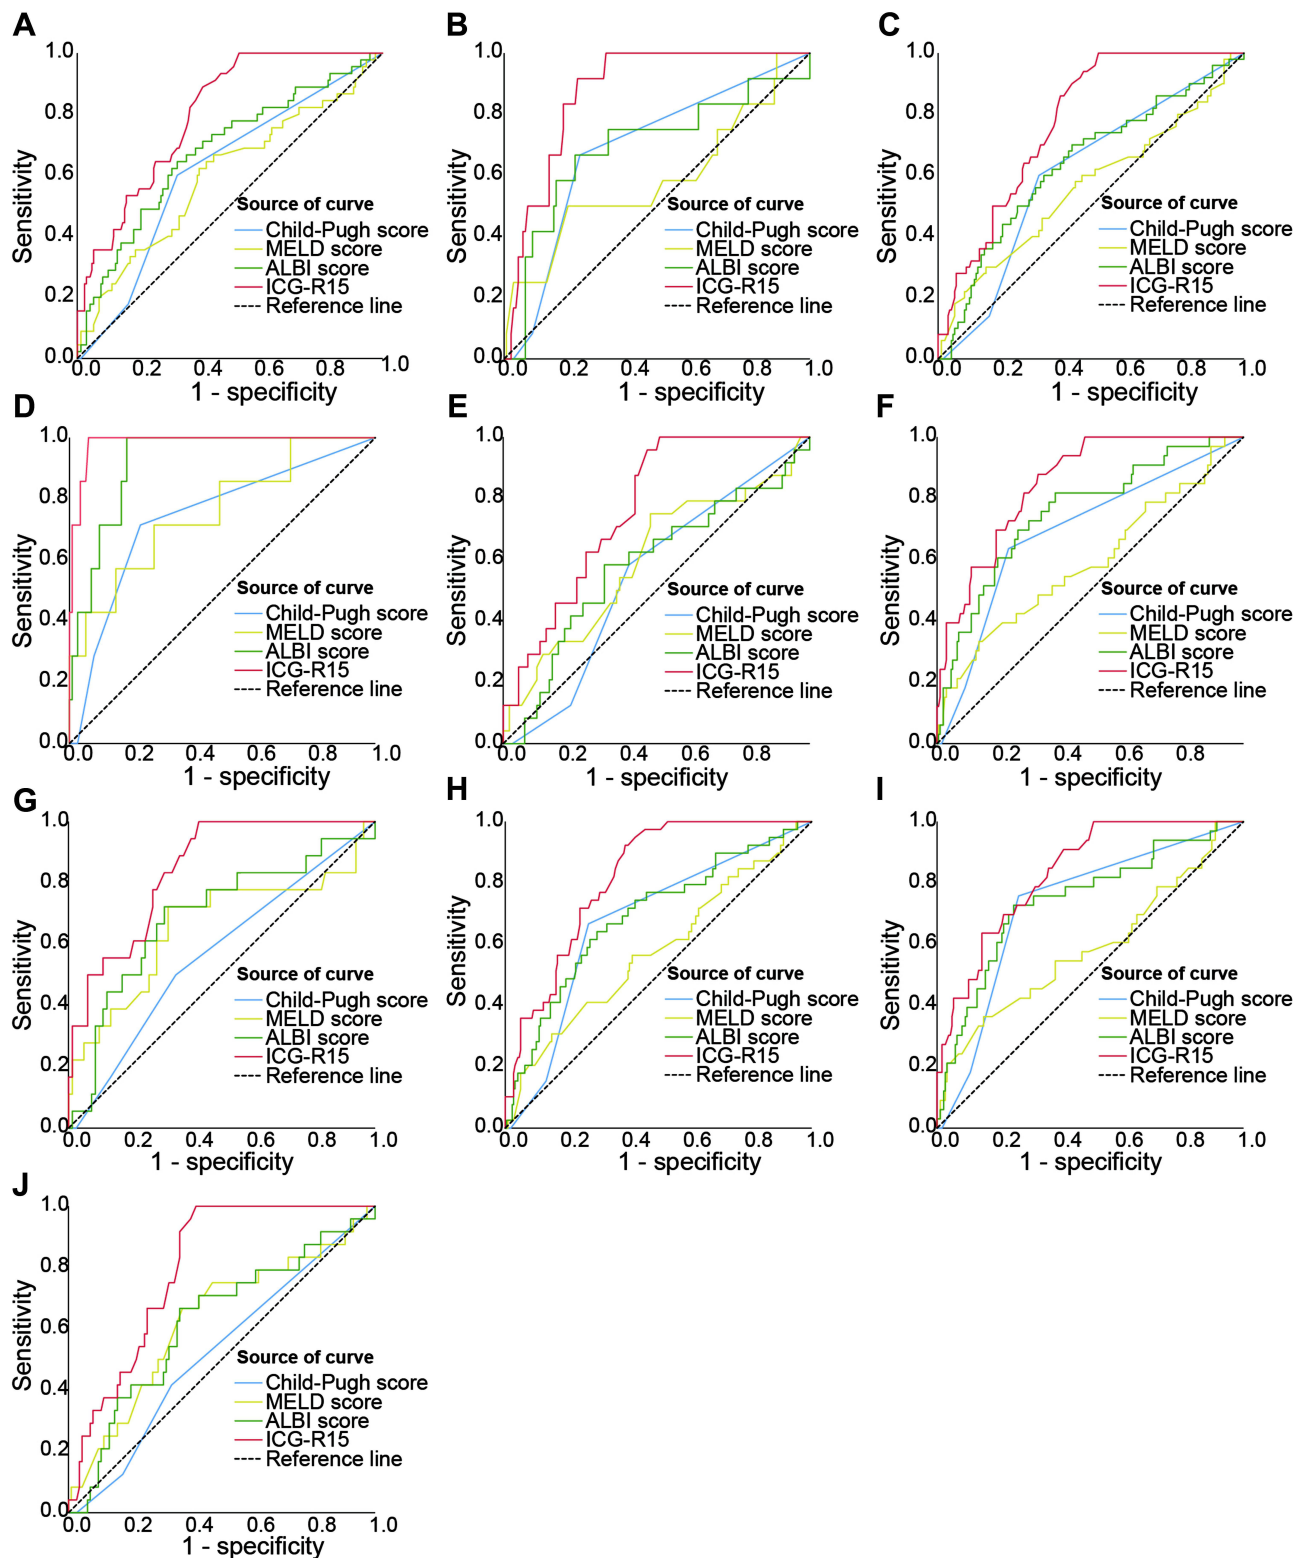 A
1.0
0.8
0.6
0.4
0.2
0.0
Sensitivity
Source of curve
Child-Pugh score
MELD score
ALBI score
ICG-R15
Reference line
0.0 0.2 0.4 0.6 0.8 1.0
1 - specificity
B
1.0
0.8
0.6
0.4
0.2
0.0
Sensitivity
Source of curve
Child-Pugh score
MELD score
ALBI score
ICG-R15
Reference line
0.0 0.2 0.4 0.6 0.8 1.0
1 - specificity
C
1.0
0.8
0.6
0.4
0.2
0.0
Sensitivity
Source of curve
Child-Pugh score
MELD score
ALBI score
ICG-R15
Reference line
0.0 0.2 0.4 0.6 0.8 1.0
1 - specificity
D
1.0
0.8
0.6
0.4
0.2
0.0
Sensitivity
Source of curve
Child-Pugh score
MELD score
ALBI score
ICG-R15
Reference line
0.0 0.2 0.4 0.6 0.8 1.0
1 - specificity
E
1.0
0.8
0.6
0.4
0.2
0.0
Sensitivity
Source of curve
Child-Pugh score
MELD score
ALBI score
ICG-R15
Reference line
0.0 0.2 0.4 0.6 0.8 1.0
1 - specificity
F
1.0
0.8
0.6
0.4
0.2
0.0
Sensitivity
Source of curve
Child-Pugh score
MELD score
ALBI score
ICG-R15
Reference line
0.0 0.2 0.4 0.6 0.8
1 - specificity
G
1.0
0.8
0.6
0.4
0.2
0.0
Sensitivity
Source of curve
Child-Pugh score
MELD score
ALBI score
ICG-R15
Reference line
0.0 0.2 0.4 0.6 0.8 1.0
1 - specificity
H
1.0
0.8
0.6
0.4
0.2
0.0
Sensitivity
Source of curve
Child-Pugh score
MELD score
ALBI score
ICG-R15
Reference line
0.0 0.2 0.4 0.6 0.8 1.0
1 - specificity
I
1.0
0.8
0.6
0.4
0.2
0.0
Sensitivity
Source of curve
Child-Pugh score
MELD score
ALBI score
ICG-R15
Reference line
0.0 0.2 0.4 0.6 0.8 1.0
1 - specificity
J
1.0
0.8
0.6
0.4
0.2
0.0
Sensitivity
Source of curve
Child-Pugh score
MELD score
ALBI score
ICG-R15
Reference line
0.0 0.2 0.4 0.6 0.8 1.0
1 - specificity